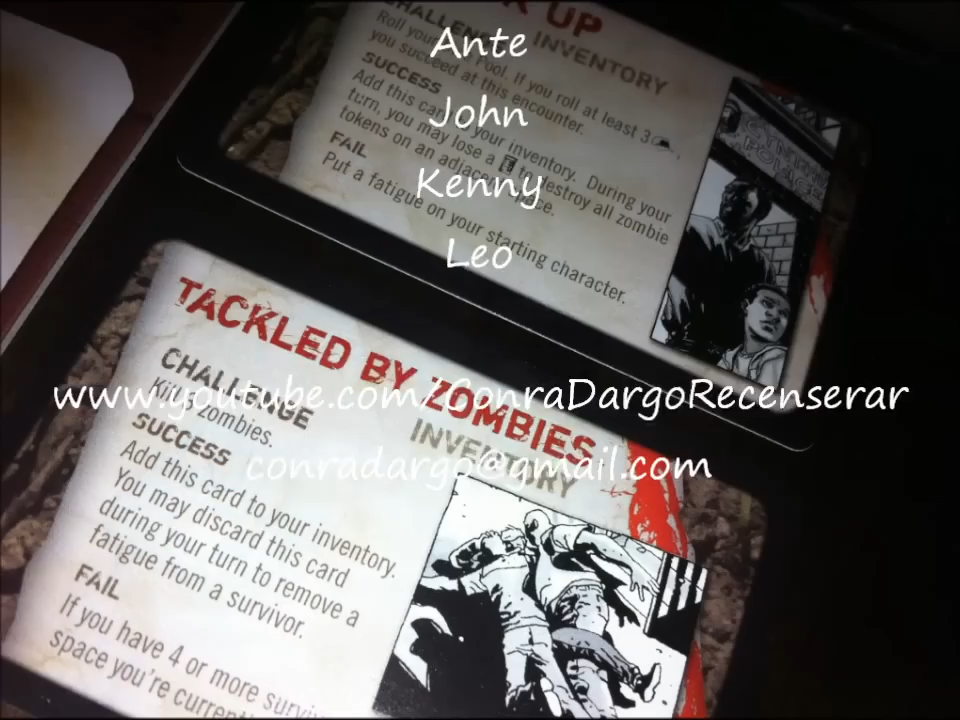 UP
CHALLENGE INVENTORY
Roll your Pool. If you roll at least 3
you succeed at this encounter.
SUCCESS
Add this card to your inventory. During your
turn, you may lose a to destroy all zombie
tokens on an adjacent space.
FAIL
Put a fatigue on your starting character.
Ante
John
Kenny
Leo
www.youtube.com/ConraDargoRecenserar
conradargo@gmail.com
TACKLED BY ZOMBIES
CHALLENGE INVENTORY
Kill zombies.
SUCCESS
Add this card to your inventory.
You may discard this card
during your turn to remove a
fatigue from a survivor.
FAIL
If you have 4 or more
space you're